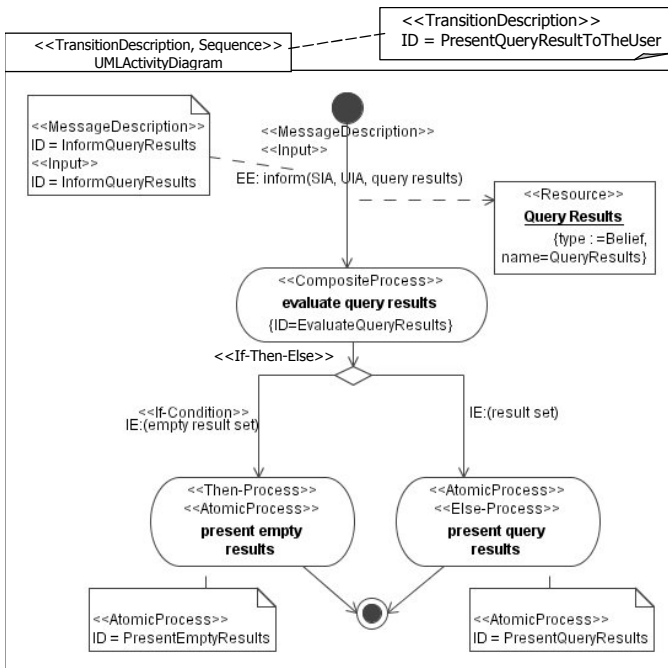 <<TransitionDescription, Sequence>>
UMLActivityDiagram
<<TransitionDescription>>
ID = PresentQueryResultToTheUser
<<MessageDescription>>
ID = InformQueryResults
<<Input>>
ID = InformQueryResults
<<MessageDescription>>
<<Input>>
EE: inform(SIA, UIA, query results)
<<Resource>>
Query Results
{type : =Belief,
name=QueryResults}
<<CompositeProcess>>
evaluate query results
{ID=EvaluateQueryResults}
<<If-Then-Else>>
<<If-Condition>>
IE:(empty result set)
IE:(result set)
<<Then-Process>>
<<AtomicProcess>>
present empty
results
<<AtomicProcess>>
<<Else-Process>>
present query
results
<<AtomicProcess>>
ID = PresentEmptyResults
<<AtomicProcess>>
ID = PresentQueryResults